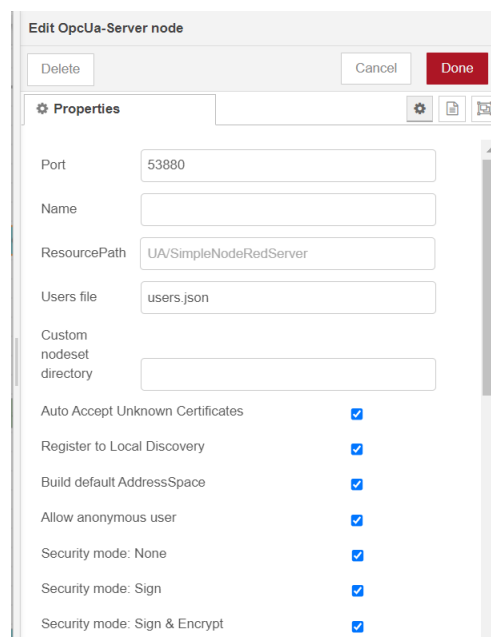 Edit OpcUa-Server node
Delete
Cancel
Done
Properties
Port
53880
Name
ResourcePath
UA/SimpleNodeRedServer
Users file
users.json
Custom
nodeset
directory
Auto Accept Unknown Certificates
Register to Local Discovery
Build default AddressSpace
Allow anonymous user
Security mode: None
Security mode: Sign
Security mode: Sign & Encrypt